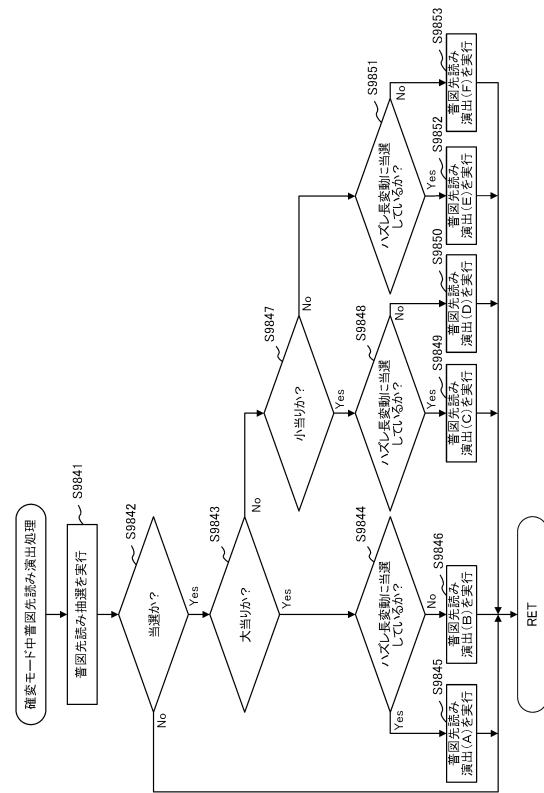 確変モード中普図先読み演出処理
S9841
普図先読み抽選を実行
S9842
当選か?
No
Yes
S9843
大当りか?
No
Yes
S9847
小当りか?
No
Yes
S9844
ハズレ長変動に当選
しているか?
Yes
No
S9848
ハズレ長変動に当選
しているか?
Yes
No
S9851
ハズレ長変動に当選
しているか?
Yes
No
S9845
普図先読み
演出(A)を実行
S9846
普図先読み
演出(B)を実行
S9849
普図先読み
演出(C)を実行
S9850
普図先読み
演出(D)を実行
S9852
普図先読み
演出(E)を実行
S9853
普図先読み
演出(F)を実行
RET